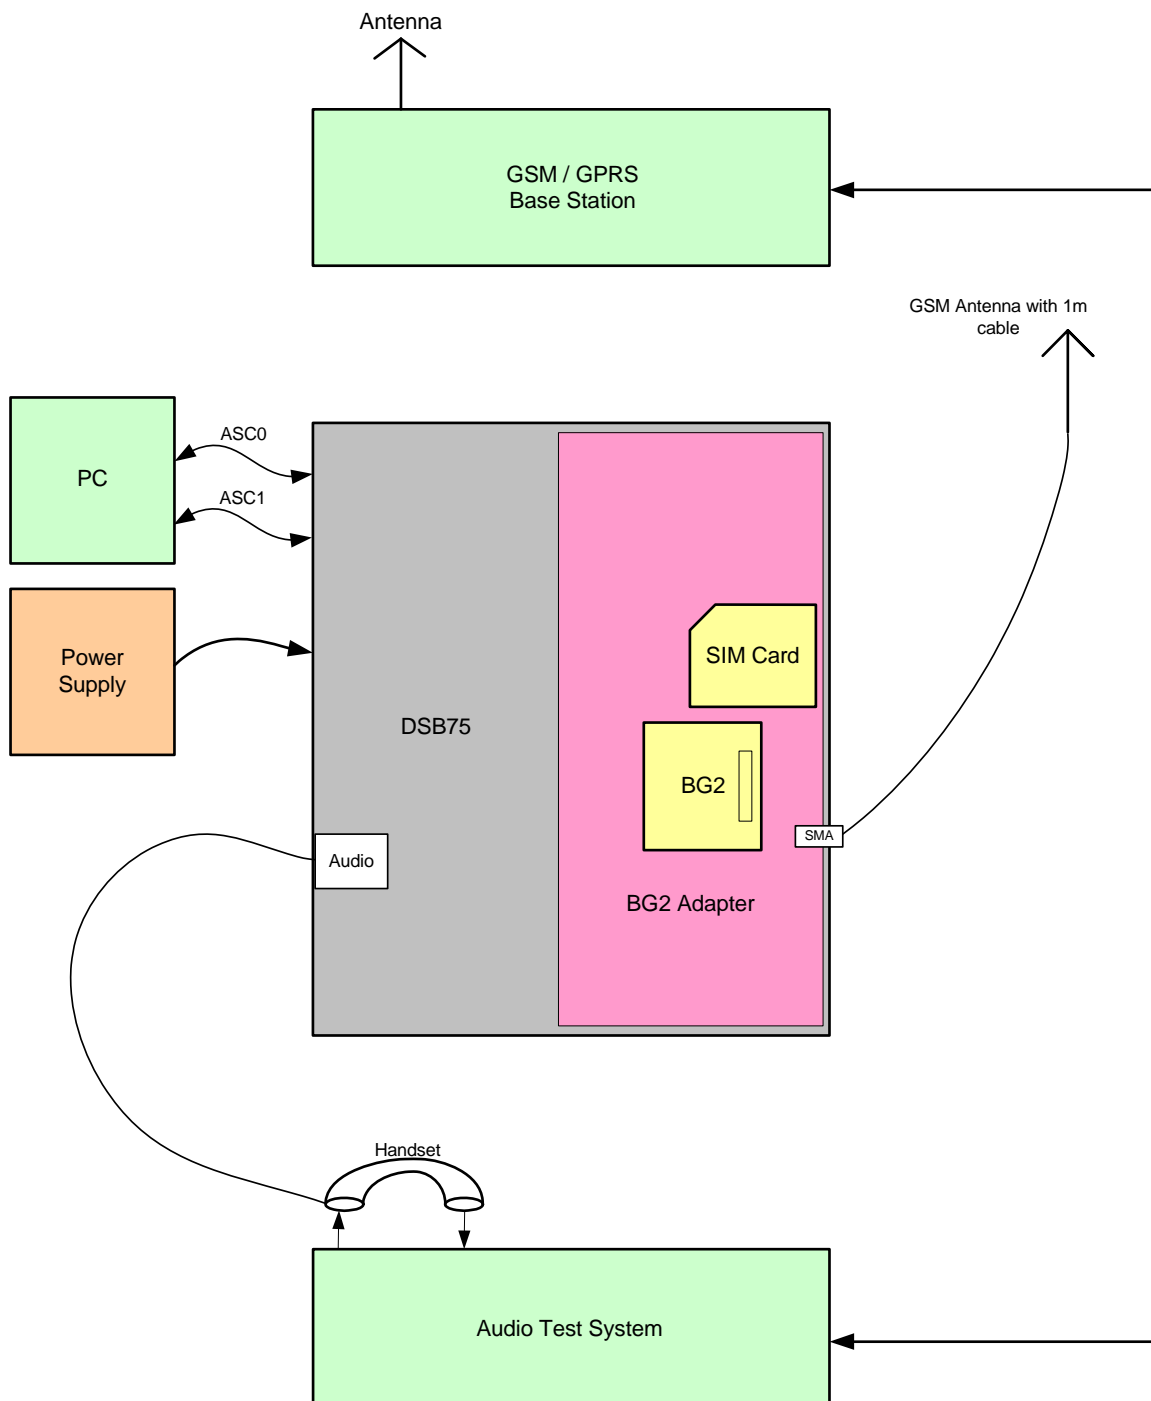 Antenna
GSM / GPRS
Base Station
GSM Antenna with 1m
cable
ASC0
PC
ASC1
Power
Supply
SIM Card
DSB75
BG2
SMA
Audio
BG2 Adapter
Handset
Audio Test System